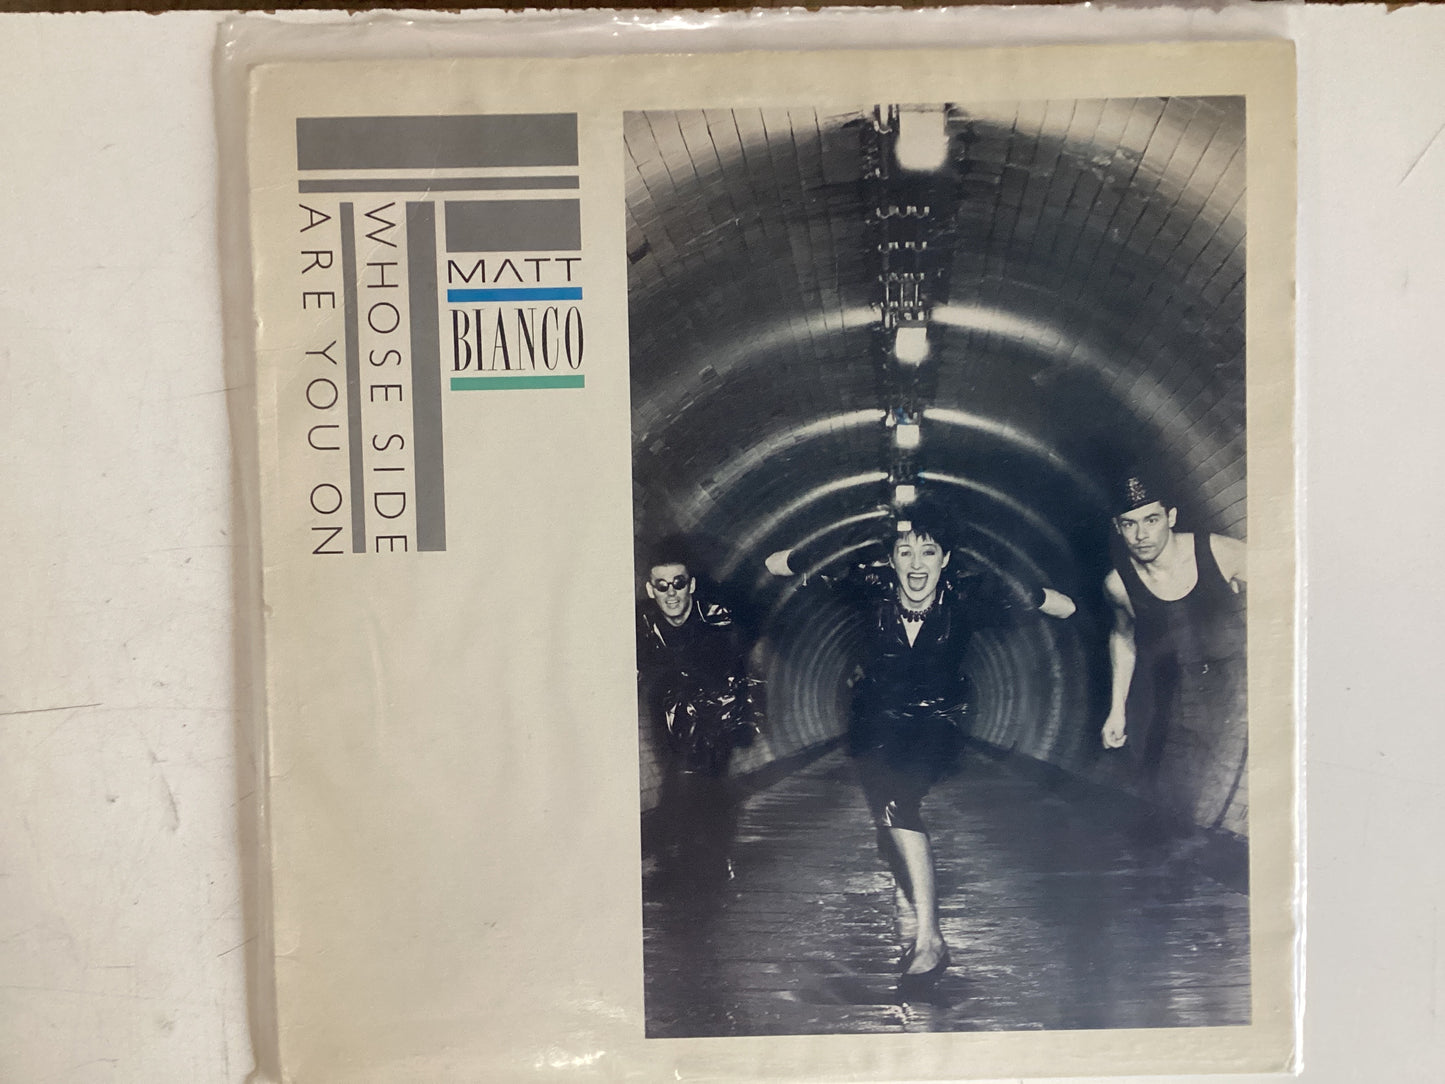 MATT
BIANCO
WHOSE SIDE
ARE YOU ON